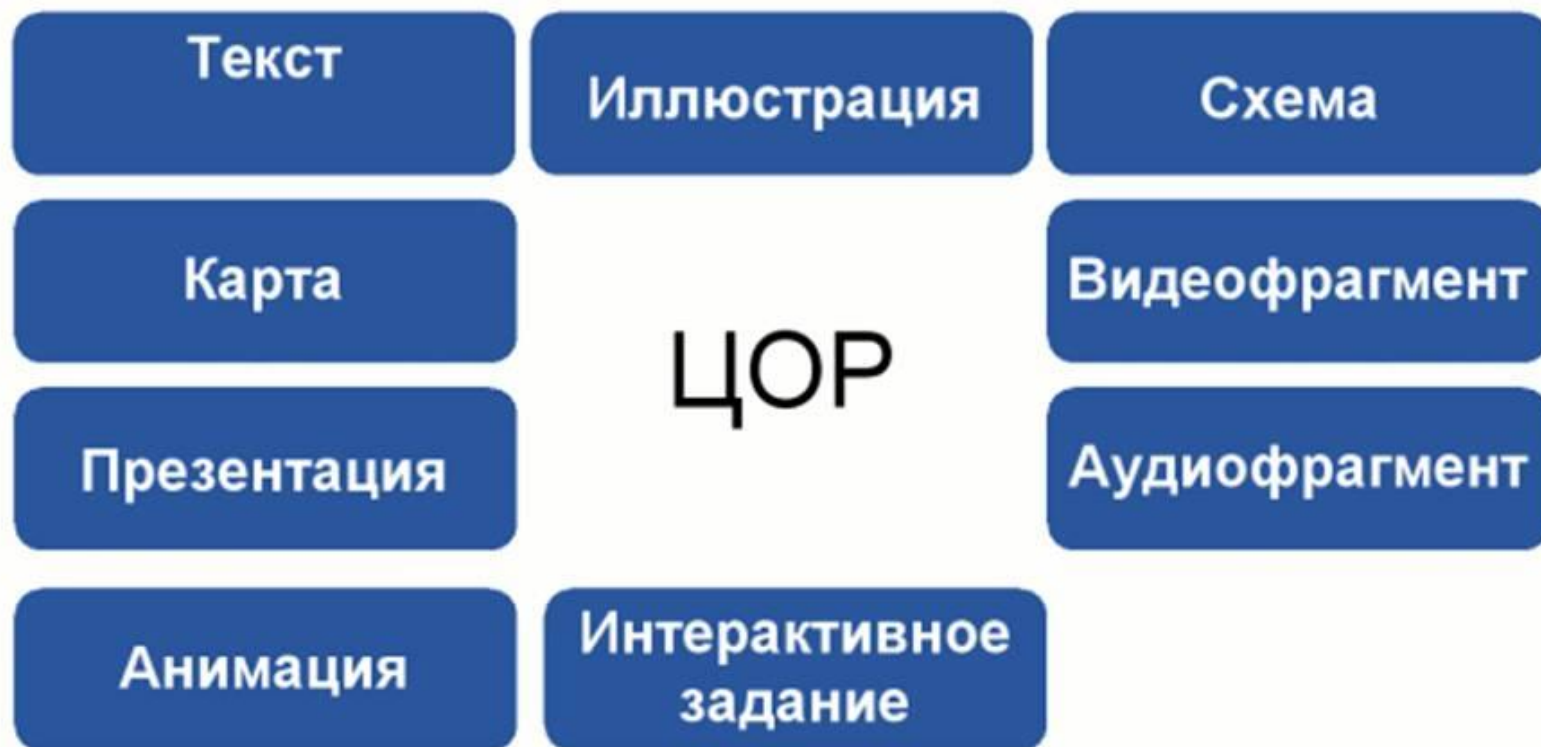 Текст
Иллюстрация
Схема
Карта
Видеофрагмент
ЦОР
Презентация
Аудиофрагмент
Анимация
Интерактивное
задание